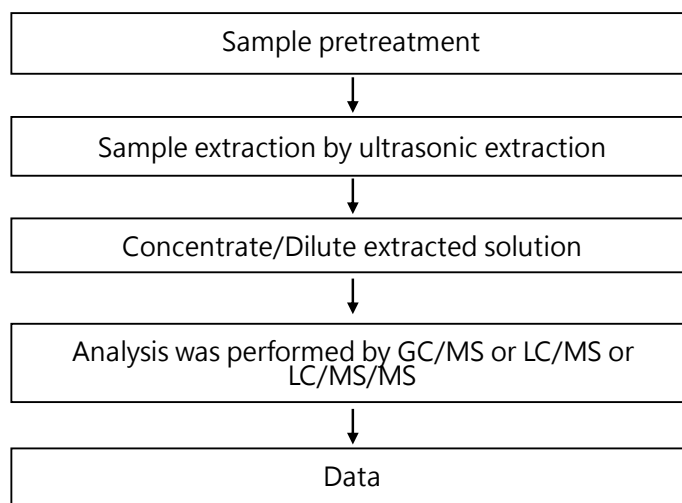 Sample pretreatment
Sample extraction by ultrasonic extraction
Concentrate/Dilute extracted solution
Analysis was performed by GC/MS or LC/MS or
LC/MS/MS
Data